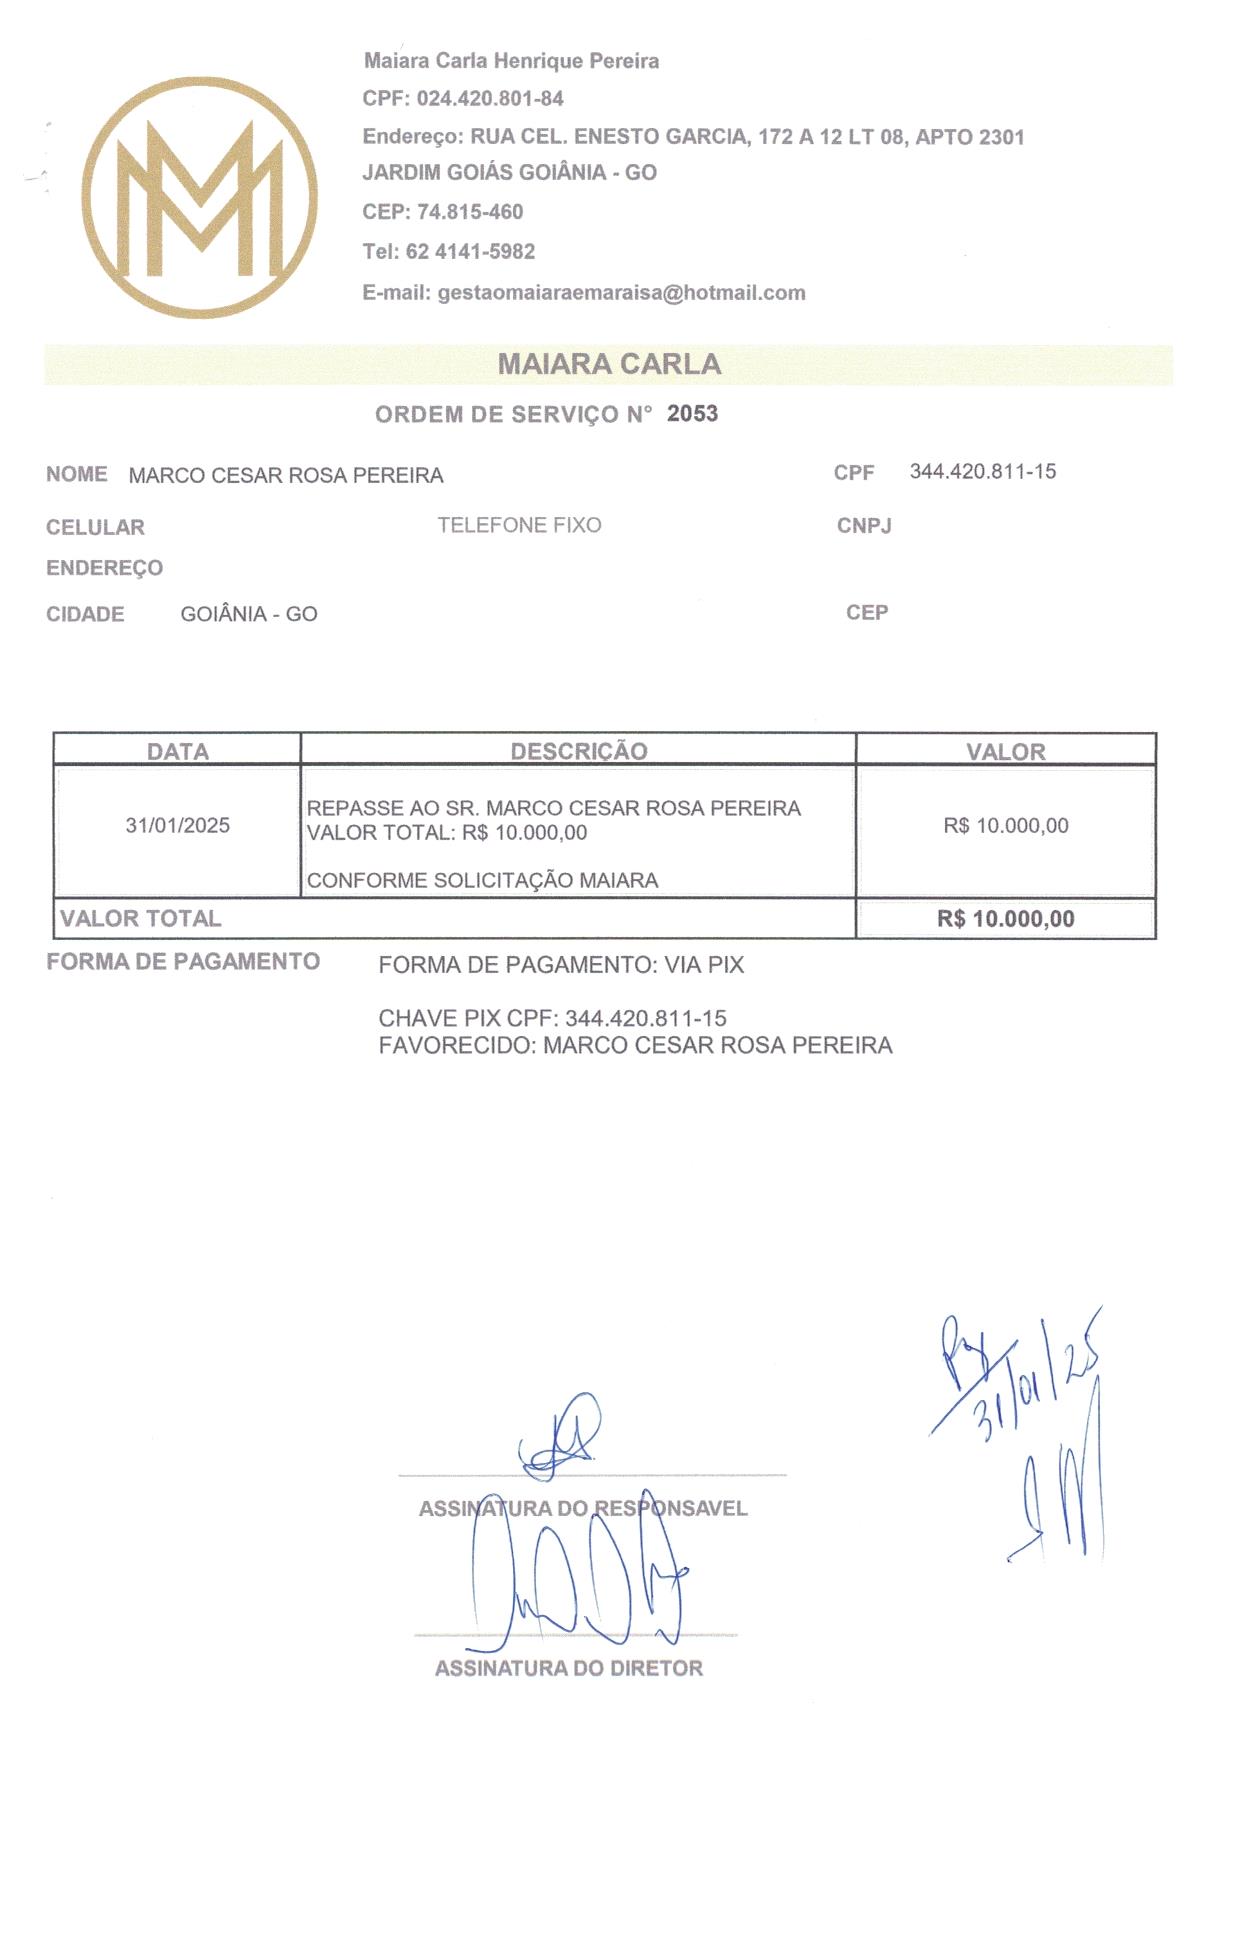 Maiara Carla Henrique Pereira
CPF: 024.420.801-84
Endereço: RUA CEL. ENESTO GARCIA, 172 A 12 LT 08, APTO 2301
JARDIM GOIÁS GOIÂNIA - GO
CEP: 74.815-460
Tel: 62 4141-5982
E-mail: gestaomaiaraemaraisa@hotmail.com
MAIARA CARLA
ORDEM DE SERVIÇO N° 2053
NOME MARCO CESAR ROSA PEREIRA CPF 344.420.811-15
CELULAR TELEFONE FIXO CNPJ
ENDEREÇO
CIDADE GOIÂNIA - GO CEP
DATA DESCRIÇÃO VALOR
REPASSE AO SR. MARCO CESAR ROSA PEREIRA
31/01/2025 VALOR TOTAL: R$ 10.000,00 R$ 10.000,00
CONFORME SOLICITAÇÃO MAIARA
VALOR TOTAL R$ 10.000,00
FORMA DE PAGAMENTO FORMA DE PAGAMENTO: VIA PIX
CHAVE PIX CPF: 344.420.811-15
FAVORECIDO: MARCO CESAR ROSA PEREIRA
31/01/25
ASSINATURA DO RESPONSAVEL
ASSINATURA DO DIRETOR